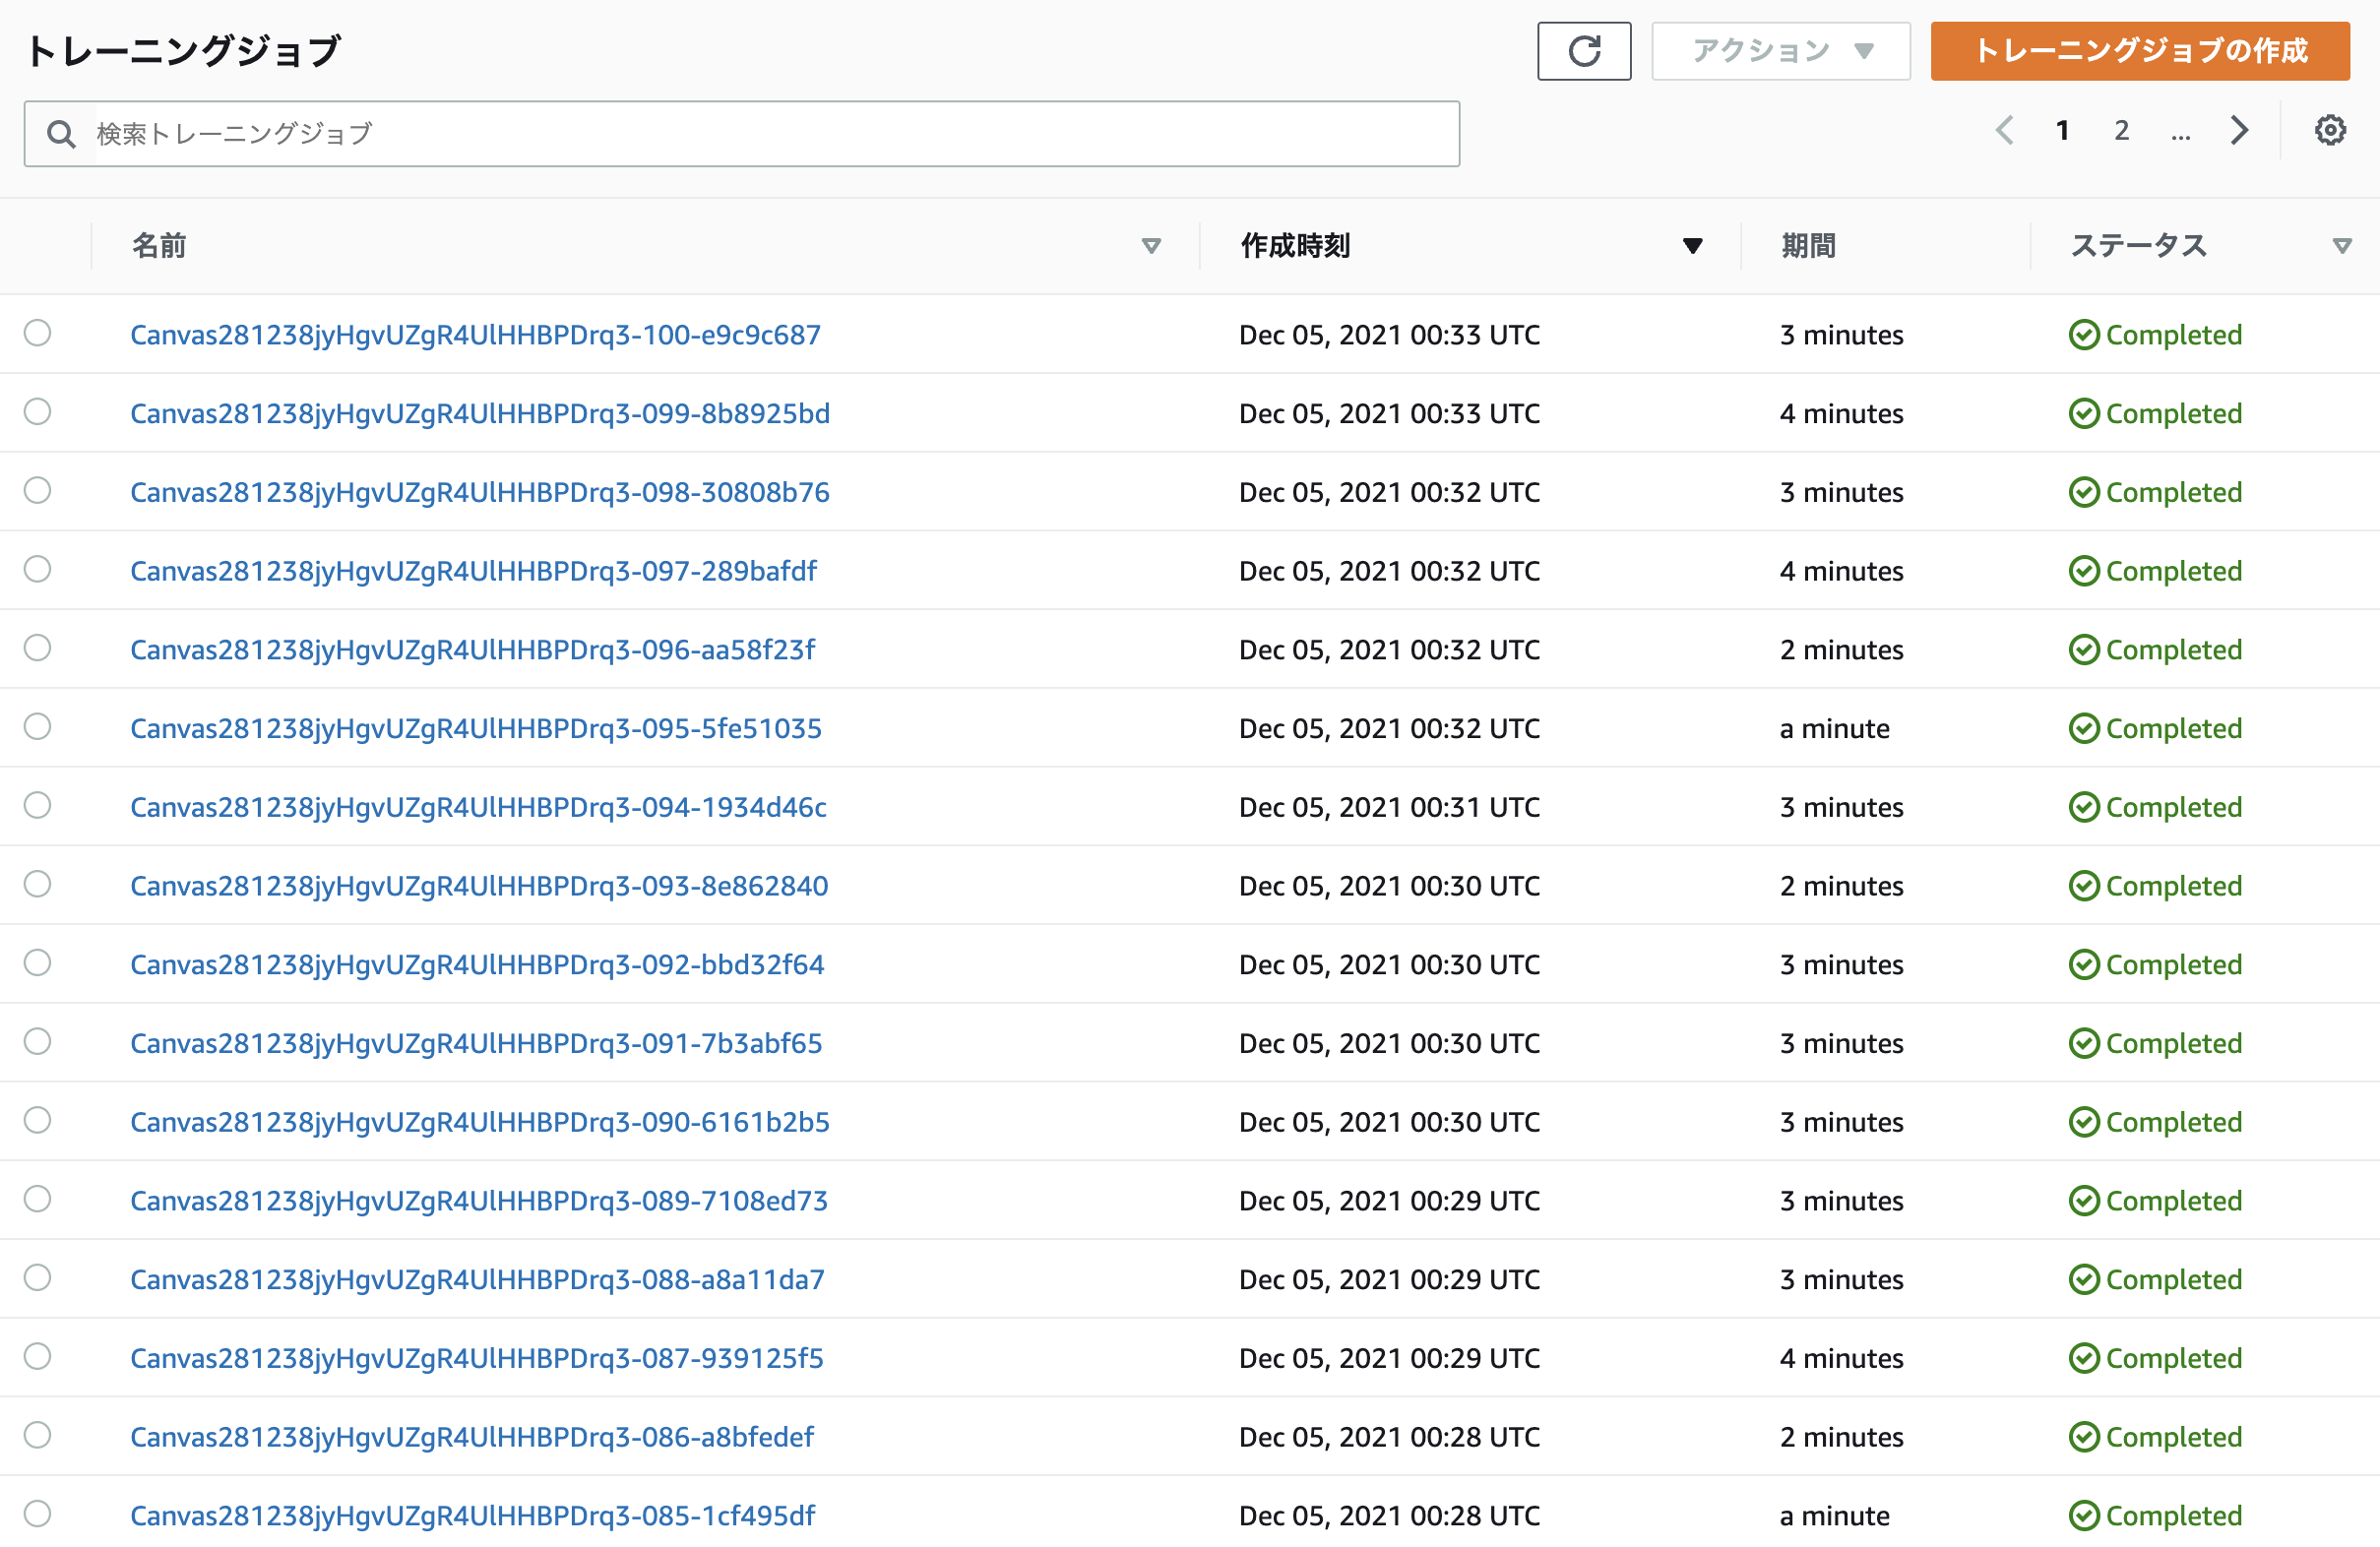 トレーニングジョブ
アクション
トレーニングジョブの作成
検索トレーニングジョブ
1 2 ...
名前 作成時刻 期間 ステータス
Canvas281238jyHgvUZgR4UlHHBPDrq3-100-e9c9c687 Dec 05, 2021 00:33 UTC 3 minutes Completed
Canvas281238jyHgvUZgR4UlHHBPDrq3-099-8b8925bd Dec 05, 2021 00:33 UTC 4 minutes Completed
Canvas281238jyHgvUZgR4UlHHBPDrq3-098-30808b76 Dec 05, 2021 00:32 UTC 3 minutes Completed
Canvas281238jyHgvUZgR4UlHHBPDrq3-097-289bafdf Dec 05, 2021 00:32 UTC 4 minutes Completed
Canvas281238jyHgvUZgR4UlHHBPDrq3-096-aa58f23f Dec 05, 2021 00:32 UTC 2 minutes Completed
Canvas281238jyHgvUZgR4UlHHBPDrq3-095-5fe51035 Dec 05, 2021 00:32 UTC a minute Completed
Canvas281238jyHgvUZgR4UlHHBPDrq3-094-1934d46c Dec 05, 2021 00:31 UTC 3 minutes Completed
Canvas281238jyHgvUZgR4UlHHBPDrq3-093-8e862840 Dec 05, 2021 00:30 UTC 2 minutes Completed
Canvas281238jyHgvUZgR4UlHHBPDrq3-092-bbd32f64 Dec 05, 2021 00:30 UTC 3 minutes Completed
Canvas281238jyHgvUZgR4UlHHBPDrq3-091-7b3abf65 Dec 05, 2021 00:30 UTC 3 minutes Completed
Canvas281238jyHgvUZgR4UlHHBPDrq3-090-6161b2b5 Dec 05, 2021 00:30 UTC 3 minutes Completed
Canvas281238jyHgvUZgR4UlHHBPDrq3-089-7108ed73 Dec 05, 2021 00:29 UTC 3 minutes Completed
Canvas281238jyHgvUZgR4UlHHBPDrq3-088-a8a11da7 Dec 05, 2021 00:29 UTC 3 minutes Completed
Canvas281238jyHgvUZgR4UlHHBPDrq3-087-939125f5 Dec 05, 2021 00:29 UTC 4 minutes Completed
Canvas281238jyHgvUZgR4UlHHBPDrq3-086-a8bfedef Dec 05, 2021 00:28 UTC 2 minutes Completed
Canvas281238jyHgvUZgR4UlHHBPDrq3-085-1cf495df Dec 05, 2021 00:28 UTC a minute Completed